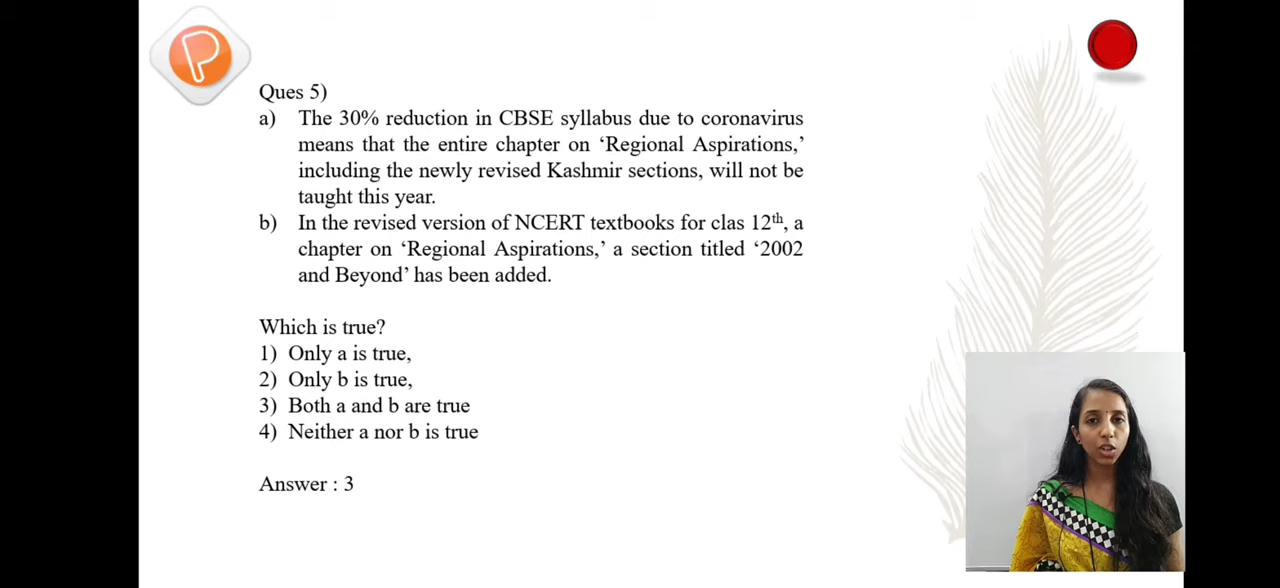 P
Ques 5)
a) The 30% reduction in CBSE syllabus due to coronavirus
means that the entire chapter on ‘Regional Aspirations,’
including the newly revised Kashmir sections, will not be
taught this year.
b) In the revised version of NCERT textbooks for clas 12th, a
chapter on ‘Regional Aspirations,’ a section titled ‘2002
and Beyond’ has been added.
Which is true?
1) Only a is true,
2) Only b is true,
3) Both a and b are true
4) Neither a nor b is true
Answer : 3